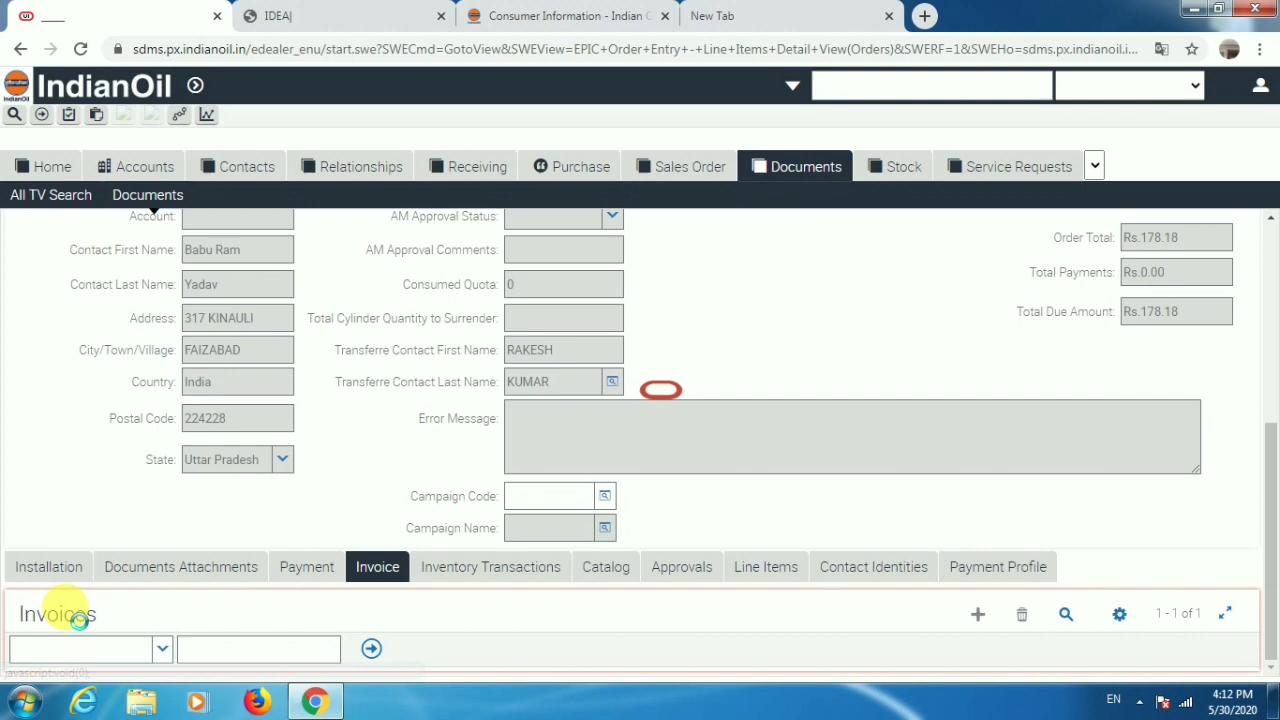 IDEA|
Consumer Information - Indian C
New Tab
sdms.px.indianoil.in/edealer_enu/start.swe?SWECmd=GotoView&SWEView=EPIC+Order+Entry+-+Line+Items+Detail+View(Orders)&SWERF=1&SWEHo=sdms.px.indianoil.i...
IndianOil
Home Accounts Contacts Relationships Receiving Purchase Sales Order Documents Stock Service Requests
All TV Search Documents
Account: AM Approval Status:
Order Total: Rs.178.18
Contact First Name: Babu Ram AM Approval Comments:
Total Payments: Rs.0.00
Contact Last Name: Yadav Consumed Quota: 0
Total Due Amount: Rs.178.18
Address: 317 KINAULI Total Cylinder Quantity to Surrender:
City/Town/Village: FAIZABAD Transferre Contact First Name: RAKESH
Country: India Transferre Contact Last Name: KUMAR
Postal Code: 224228 Error Message:
State: Uttar Pradesh
Campaign Code:
Campaign Name:
Installation Documents Attachments Payment Invoice Inventory Transactions Catalog Approvals Line Items Contact Identities Payment Profile
Invoices 1 - 1 of 1
javascript:void(0);
EN 4:12 PM
5/30/2020